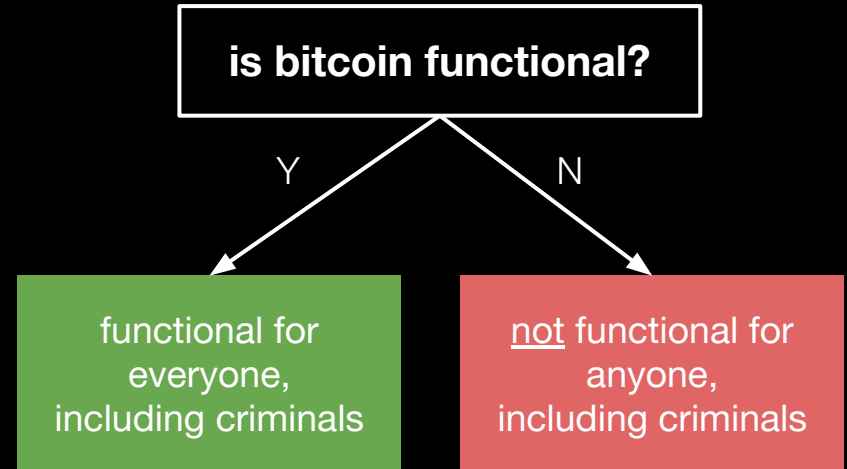 is bitcoin functional?
Y
N
functional for
everyone,
including criminals
not functional for
anyone,
including criminals